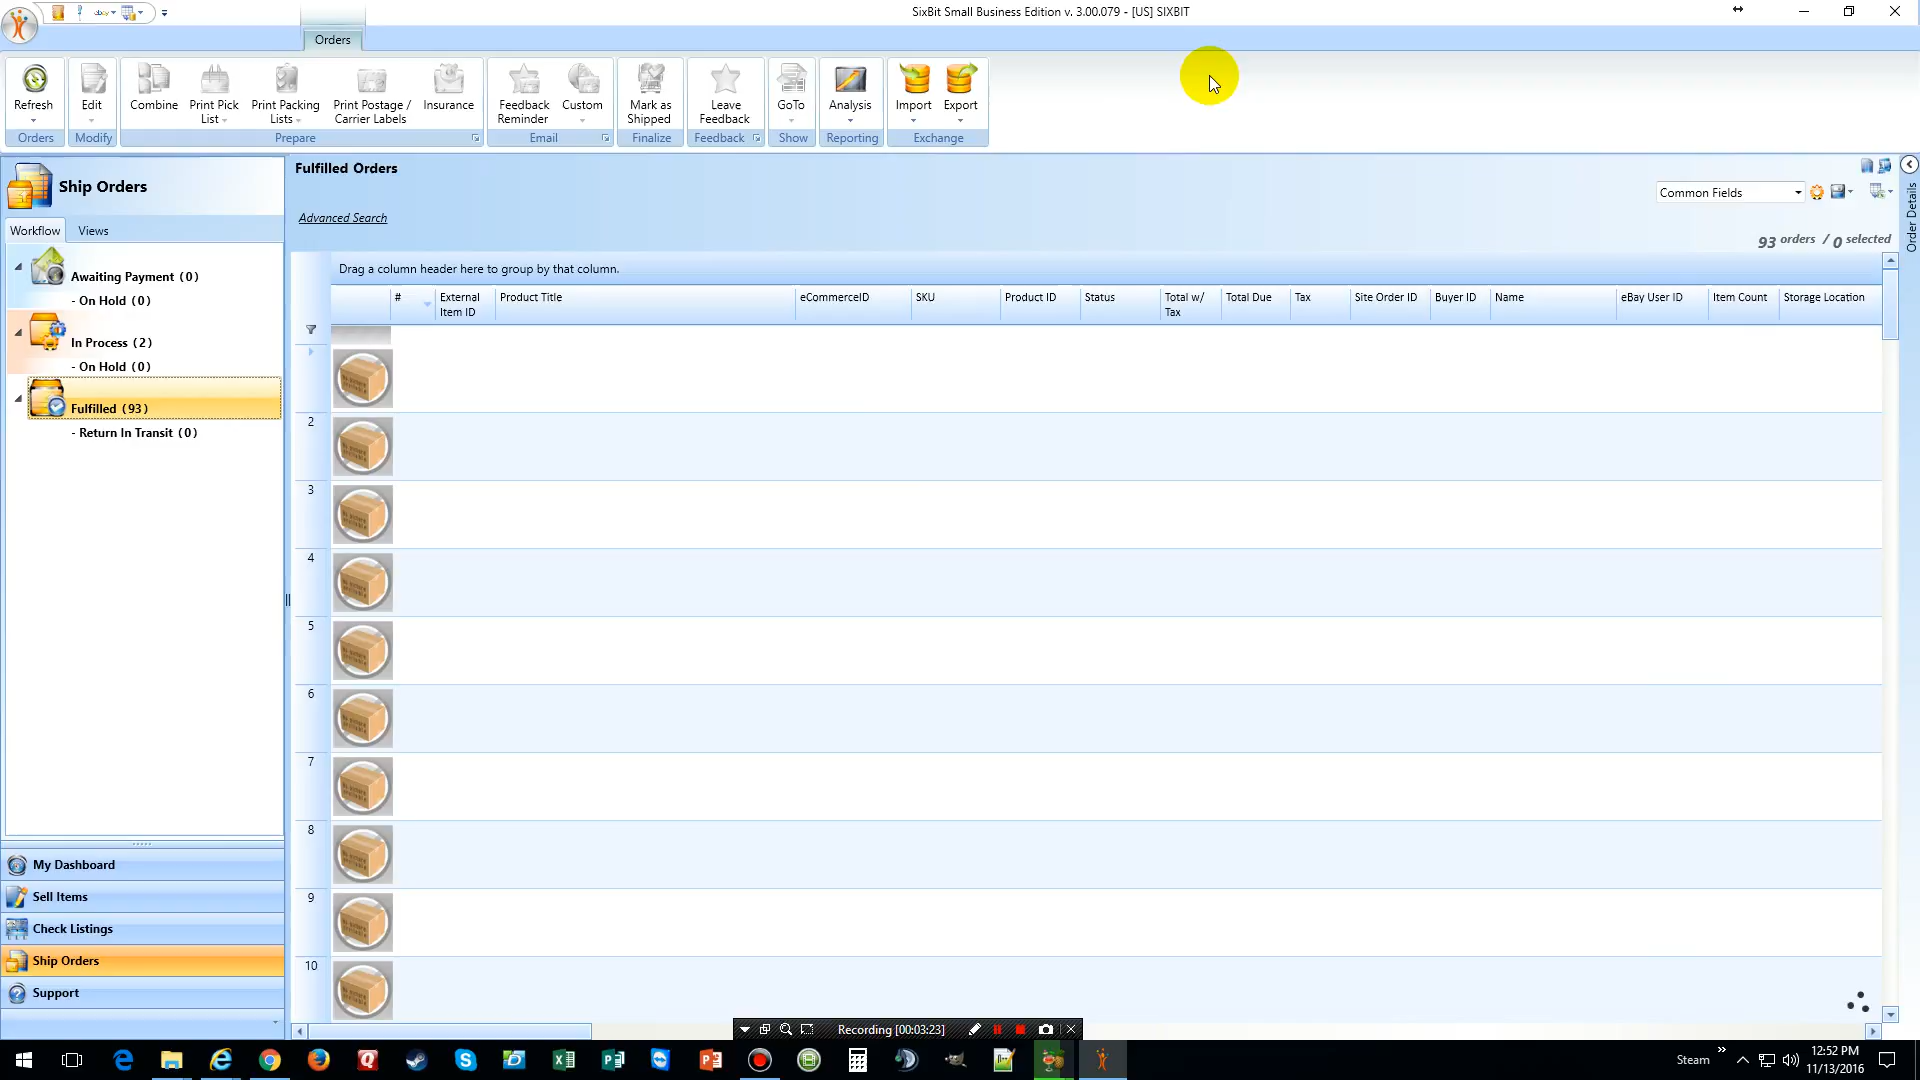 SixBit Small Business Edition v. 3.00.079 - [US] SIXBIT
ebay
Orders
Refresh
Edit
Combine
Print Pick
List
Print Packing
Lists
Print Postage /
Carrier Labels
Insurance
Feedback
Reminder
Custom
Mark as
Shipped
Leave
Feedback
GoTo
Analysis
Import
Export
Orders
Modify
Prepare
Email
Finalize
Feedback
Show
Reporting
Exchange
Ship Orders
Workflow
Views
Awaiting Payment (0)
- On Hold (0)
In Process (2)
- On Hold (0)
Fulfilled (93)
- Return In Transit (0)
My Dashboard
Sell Items
Check Listings
Ship Orders
Support
Fulfilled Orders
Advanced Search
Common Fields
Order Details
93 orders / 0 selected
Drag a column header here to group by that column.
#
External
Item ID
Product Title
eCommerceID
SKU
Product ID
Status
Total w/
Tax
Total Due
Tax
Site Order ID
Buyer ID
Name
eBay User ID
Item Count
Storage Location
2
3
4
5
6
7
8
9
10
Recording [00:03:23]
Steam
12:52 PM
11/13/2016